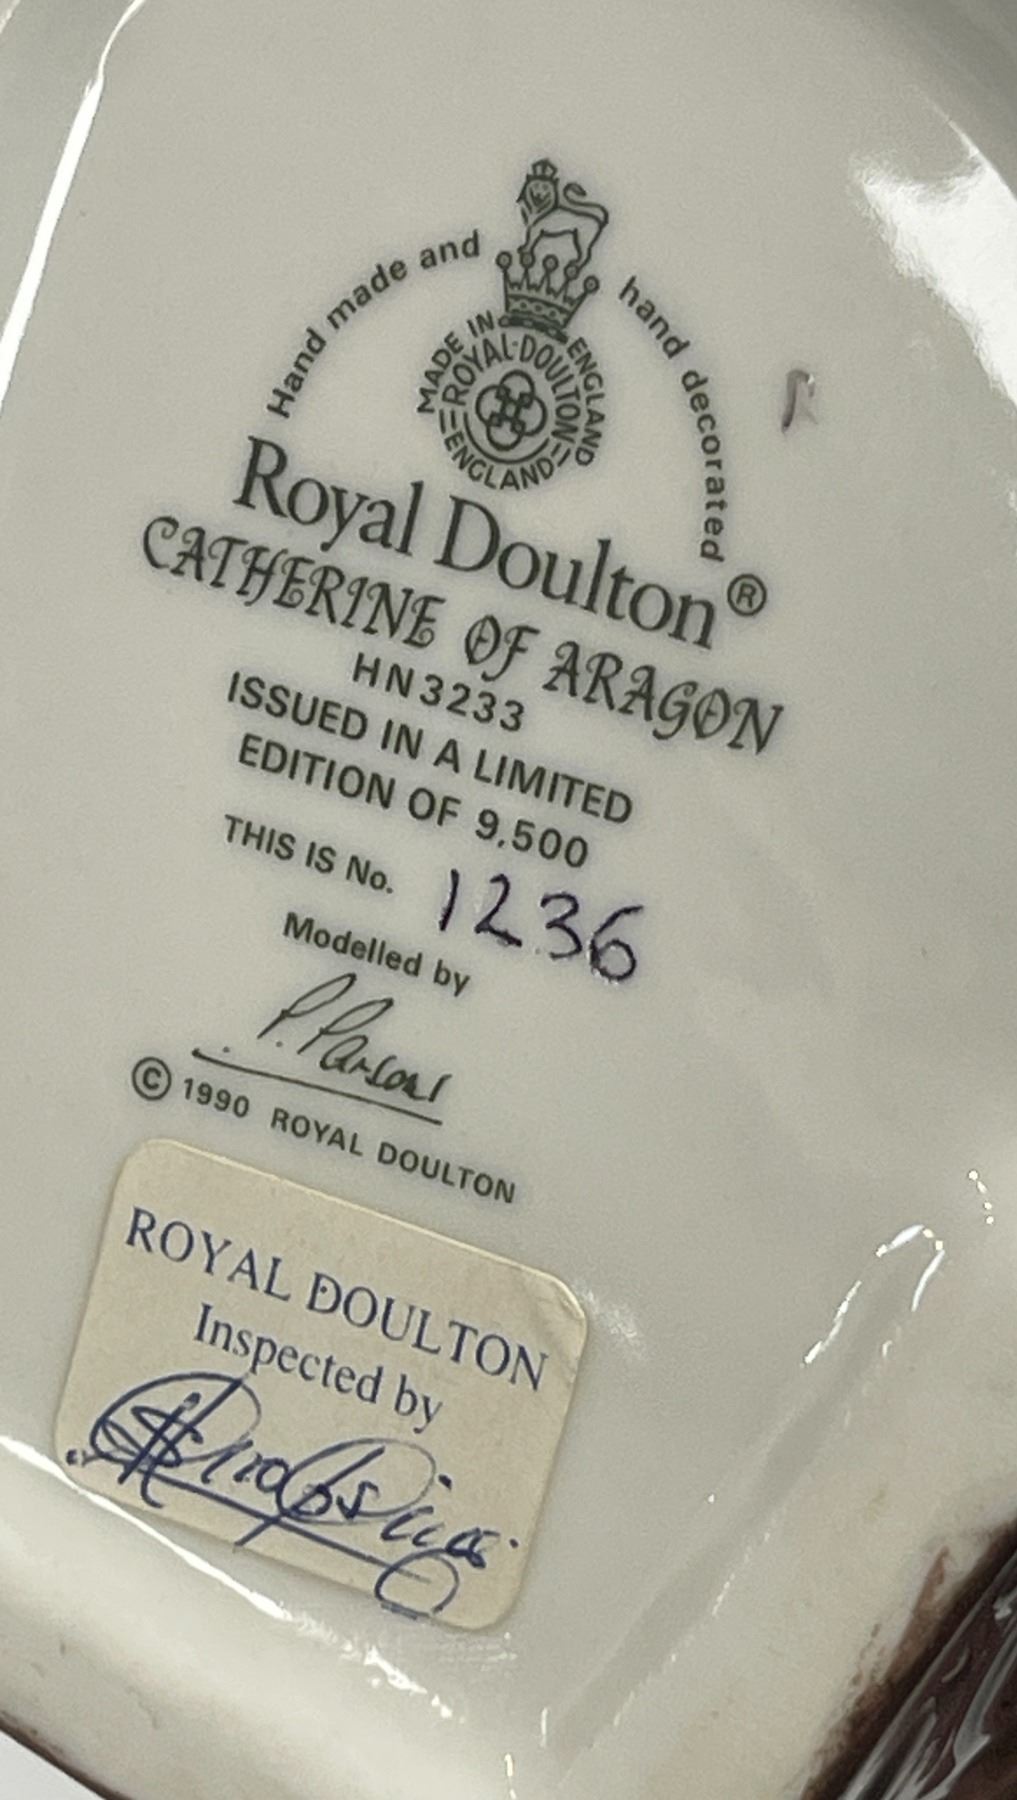 Hand made and hand decorated
MADE IN ENGLAND
ROYAL·DOULTON
ENGLAND
Royal Doulton®
CATHERINE OF ARAGON
HN3233
ISSUED IN A LIMITED
EDITION OF 9,500
THIS IS No. 1236
Modelled by
P. Parsons
© 1990 ROYAL DOULTON
ROYAL DOULTON
Inspected by